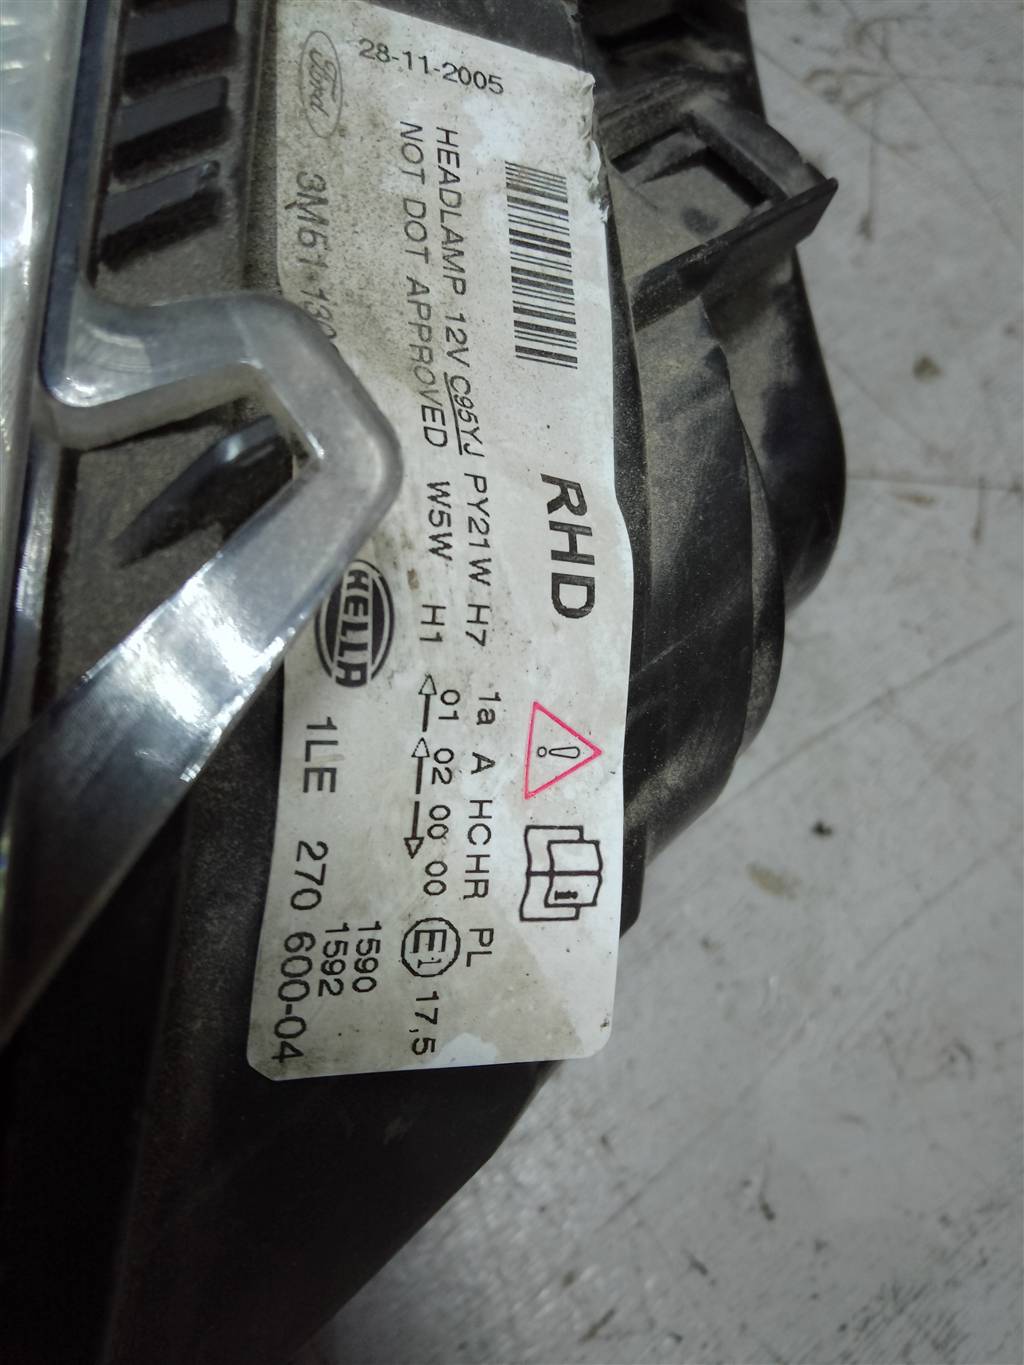 28-11-2005
RHD
HEADLAMP 12V C95YJ PY21W H7 1a A HCHR PL
NOT DOT APPROVED W5W H1 01 02 00 00 E1 17,5
Ford
HELLA
1590
1592
1LE 270 600-04